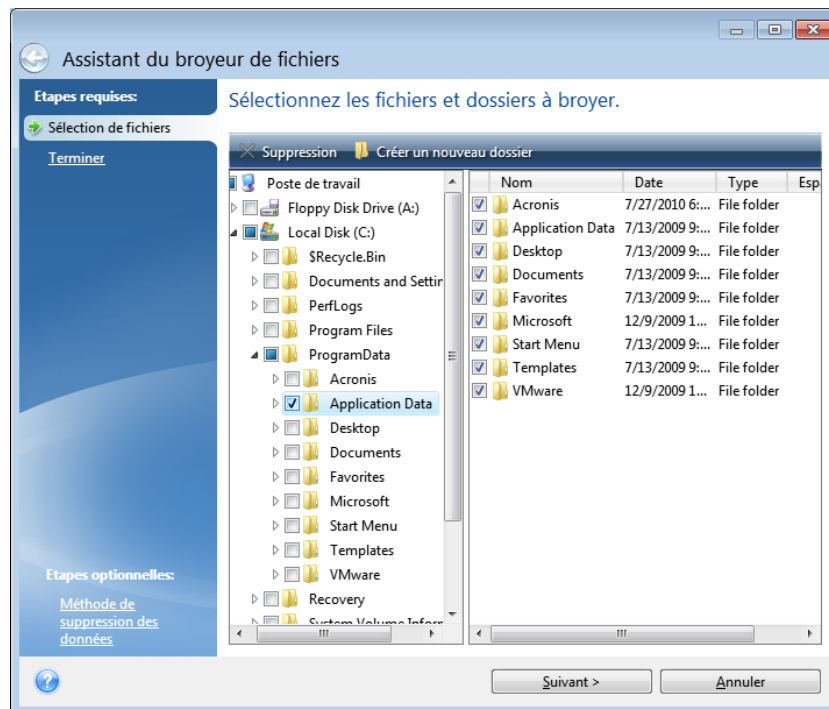 Assistant du broyeur de fichiers
Etapes requises:
Sélection de fichiers
Terminer
Etapes optionnelles:
Méthode de
suppression des
données
Sélectionnez les fichiers et dossiers à broyer.
Suppression Créer un nouveau dossier
Poste de travail
Floppy Disk Drive (A:)
Local Disk (C:)
$Recycle.Bin
Documents and Settin
PerfLogs
Program Files
ProgramData
Acronis
Application Data
Desktop
Documents
Favorites
Microsoft
Start Menu
Templates
VMware
Recovery
System Volume Inform
Nom Date Type Esp
Acronis 7/27/2010 6:... File folder
Application Data 7/13/2009 9:... File folder
Desktop 7/13/2009 9:... File folder
Documents 7/13/2009 9:... File folder
Favorites 7/13/2009 9:... File folder
Microsoft 12/9/2009 1... File folder
Start Menu 7/13/2009 9:... File folder
Templates 7/13/2009 9:... File folder
VMware 12/9/2009 1... File folder
Suivant >
Annuler